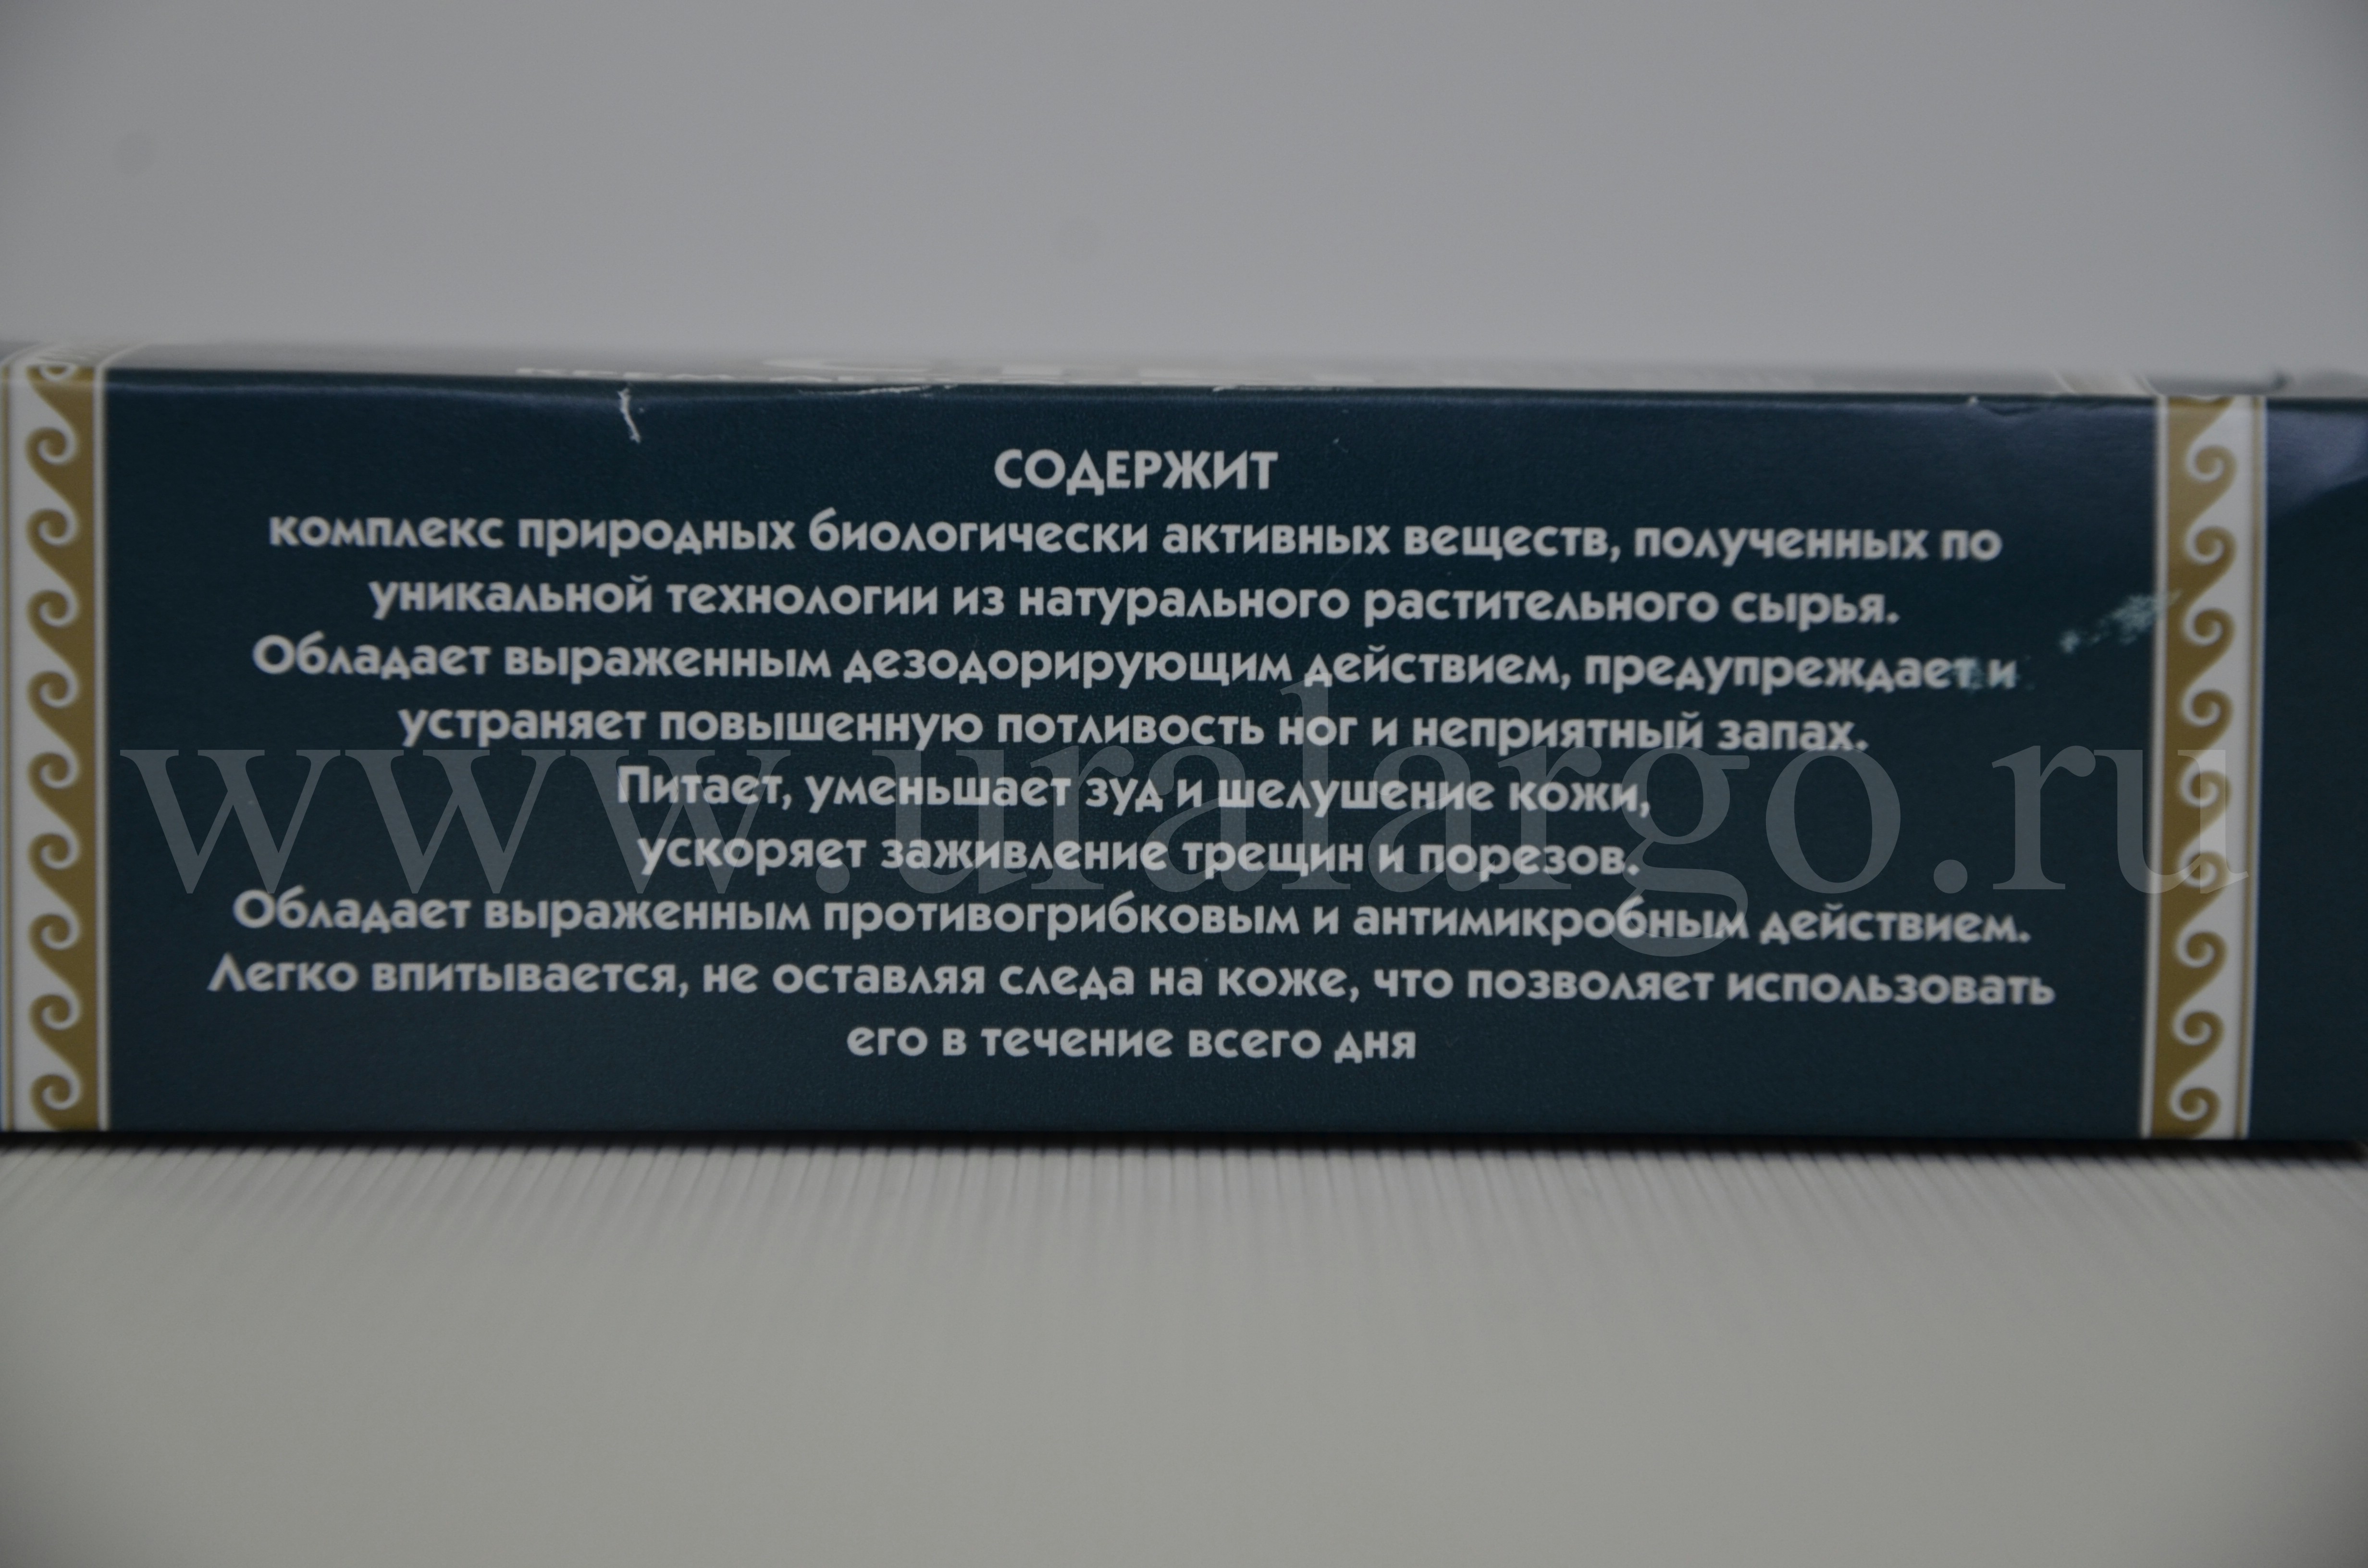 СОДЕРЖИТ
комплекс природных биологически активных веществ, полученных по
уникальной технологии из натурального растительного сырья.
Обладает выраженным дезодорирующим действием, предупреждает и
устраняет повышенную потливость ног и неприятный запах.
Питает, уменьшает зуд и шелушение кожи,
ускоряет заживление трещин и порезов.
Обладает выраженным противогрибковым и антимикробным действием.
Легко впитывается, не оставляя следа на коже, что позволяет использовать
его в течение всего дня
www.uralargo.ru